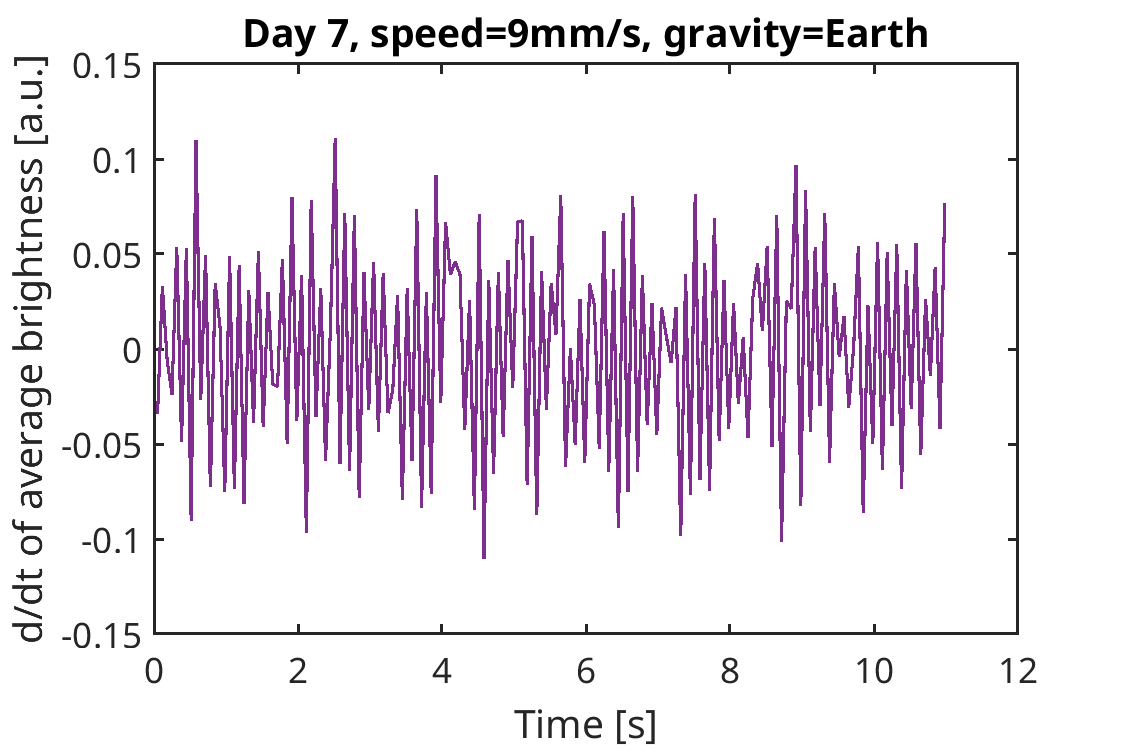 Day 7, speed=9mm/s, gravity=Earth
d/dt of average brightness [a.u.]
0.15
0.1
0.05
0
-0.05
-0.1
-0.15
0 2 4 6 8 10 12
Time [s]